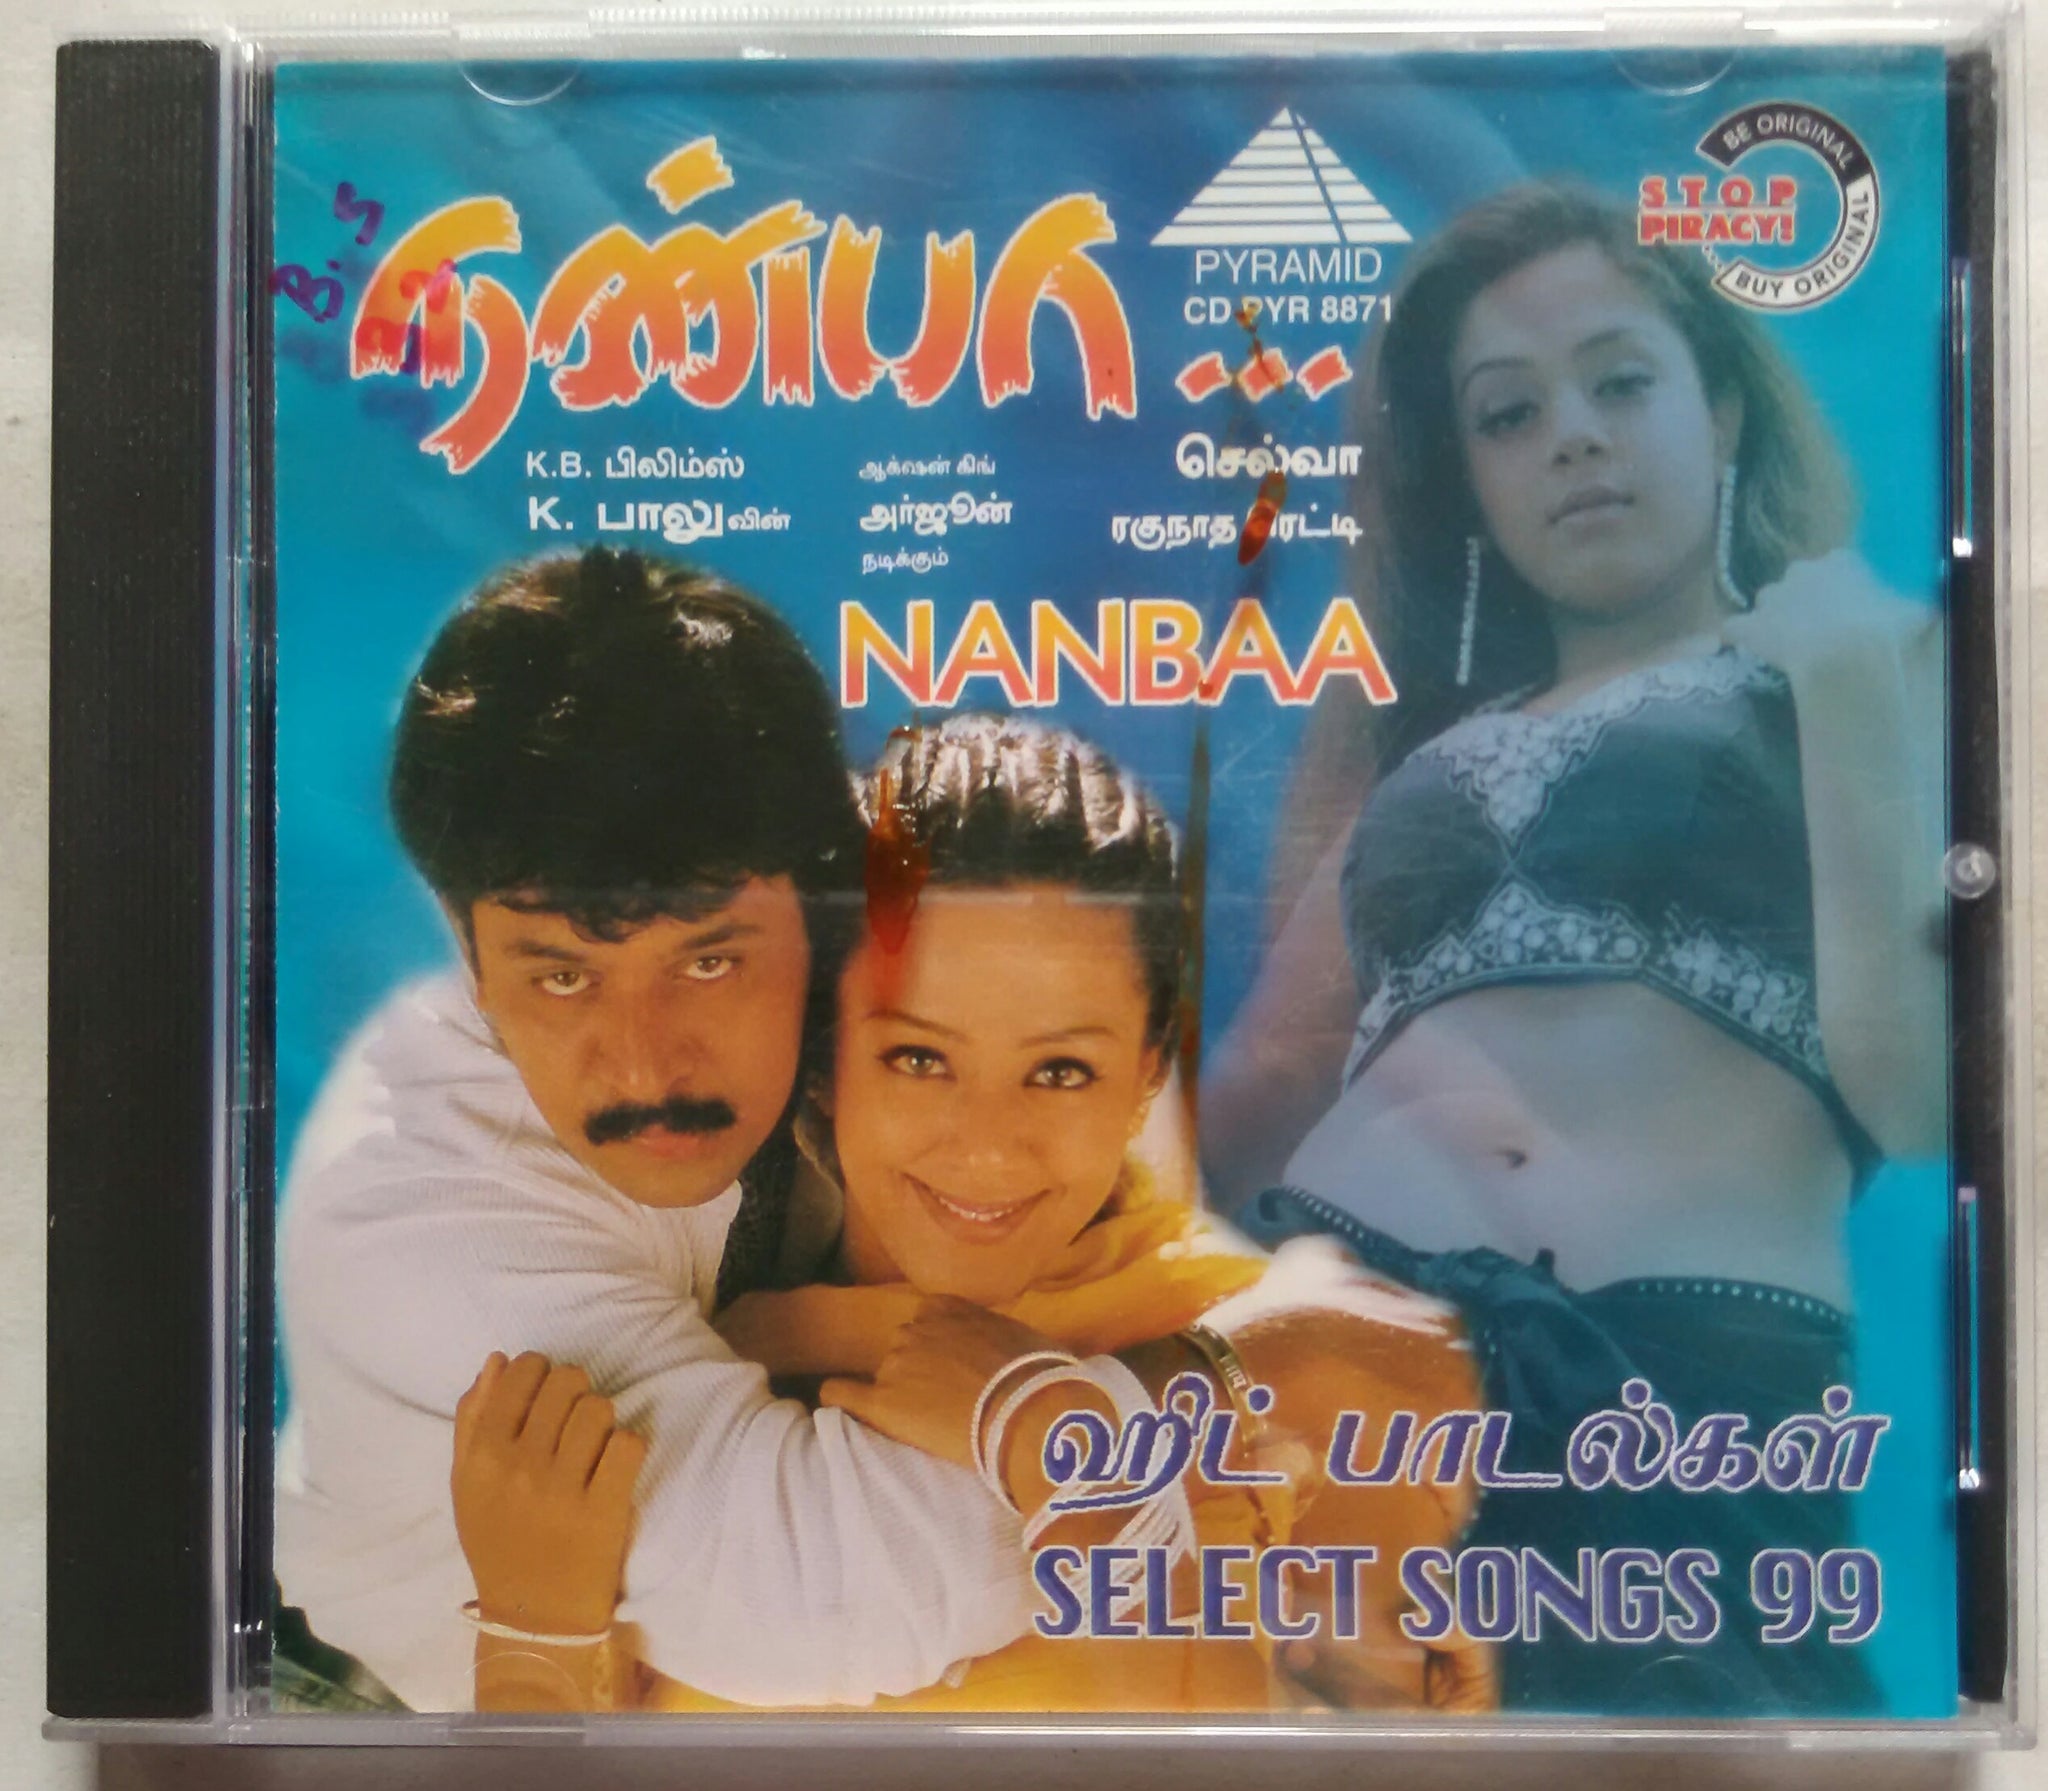 நண்பா...
PYRAMID
CD PYR 8871
BE ORIGINAL
STOP
PIRACY!
BUY ORIGINAL
B.S
K.B. பிலிம்ஸ்
K. பாலுவின்
ஆக்ஷன் கிங்
அர்ஜூன்
நடிக்கும்
செல்வா
ரகுநாத ரெட்டி
NANBAA
ஹிட் பாடல்கள்
SELECT SONGS 99